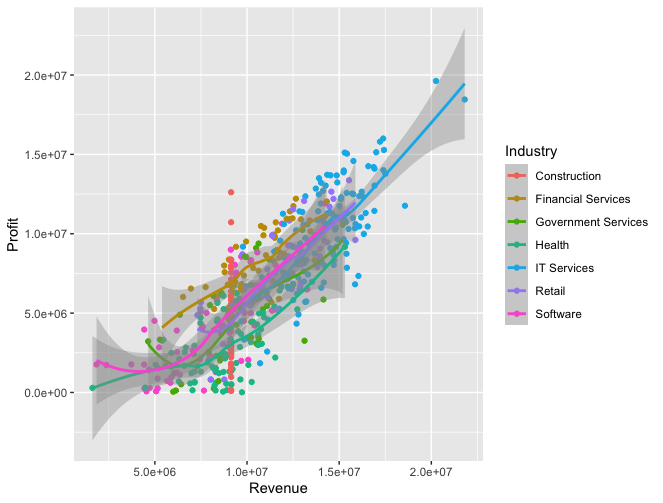 2.0e+07
1.5e+07
1.0e+07
5.0e+06
0.0e+00
Profit
5.0e+06 1.0e+07 1.5e+07 2.0e+07
Revenue
Industry
Construction
Financial Services
Government Services
Health
IT Services
Retail
Software